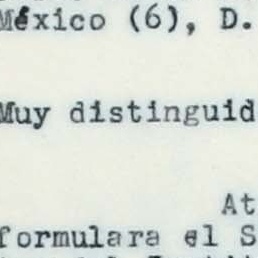 México (6), D.
Muy distinguid
At
formulara el S